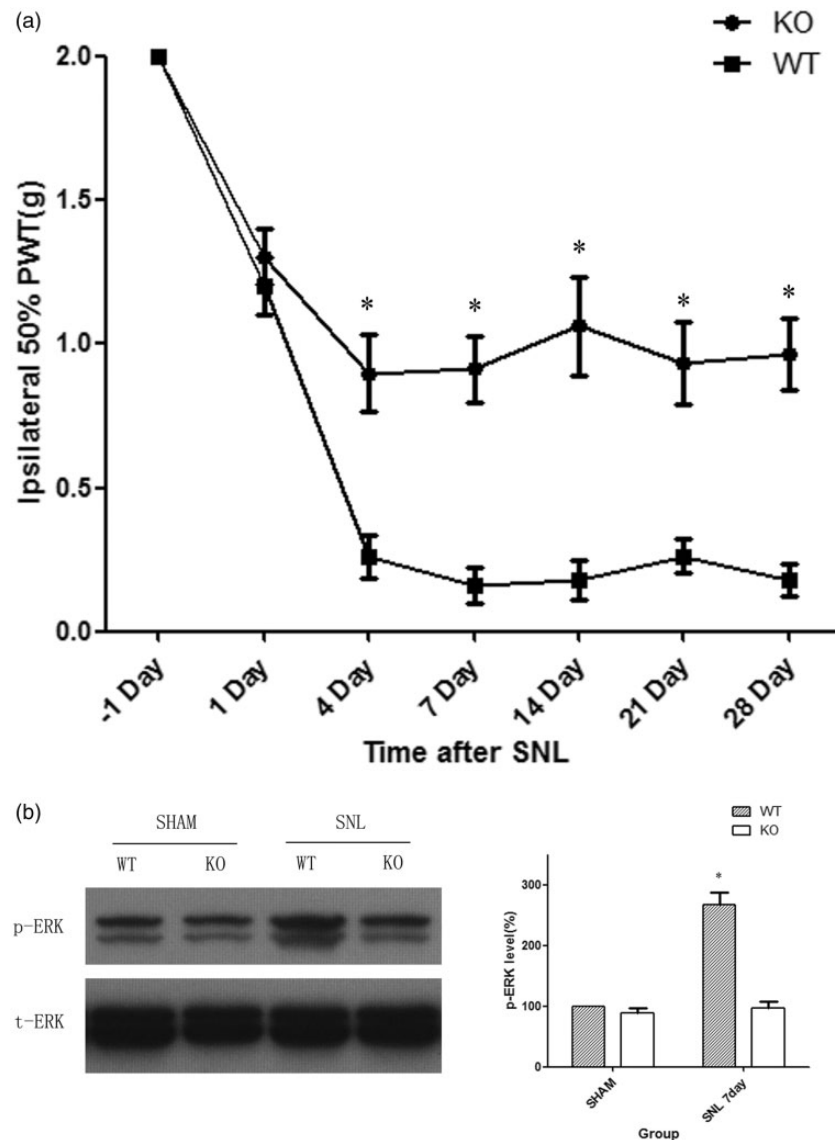 (a)
KO
WT
Ipsilateral 50% PWT(g)
2.0
1.5
1.0
0.5
0.0
* * * * *
-1 Day 1 Day 4 Day 7 Day 14 Day 21 Day 28 Day
Time after SNL
(b)
SHAM SNL
WT KO WT KO
p-ERK
t-ERK
WT
KO
p-ERK level(%)
300
200
100
0
*
SHAM SNL 7day
Group